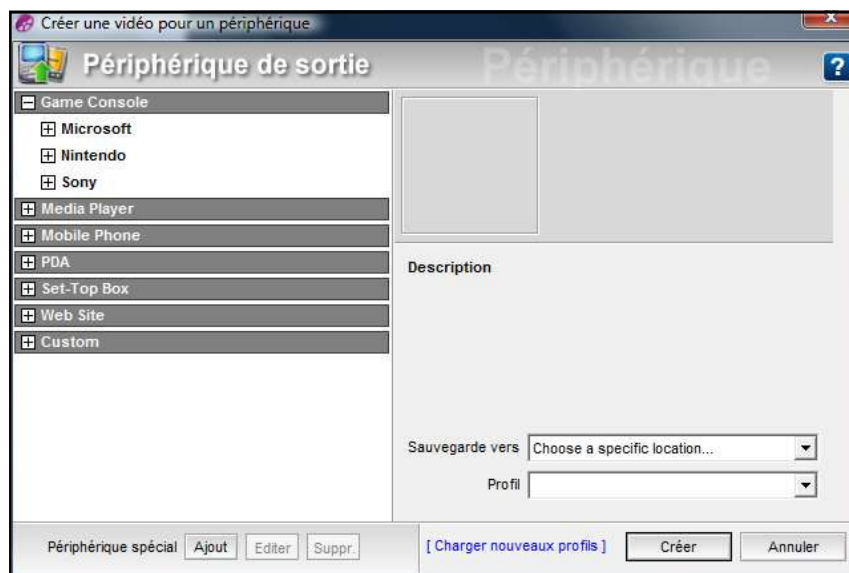 Créer une vidéo pour un périphérique
x
Périphérique de sortie
Périphérique
?
Game Console
Microsoft
Nintendo
Sony
Media Player
Mobile Phone
PDA
Set-Top Box
Web Site
Custom
Description
Sauvegarde vers Choose a specific location...
Profil
Périphérique spécial Ajout Editer Suppr.
[ Charger nouveaux profils ] Créer Annuler